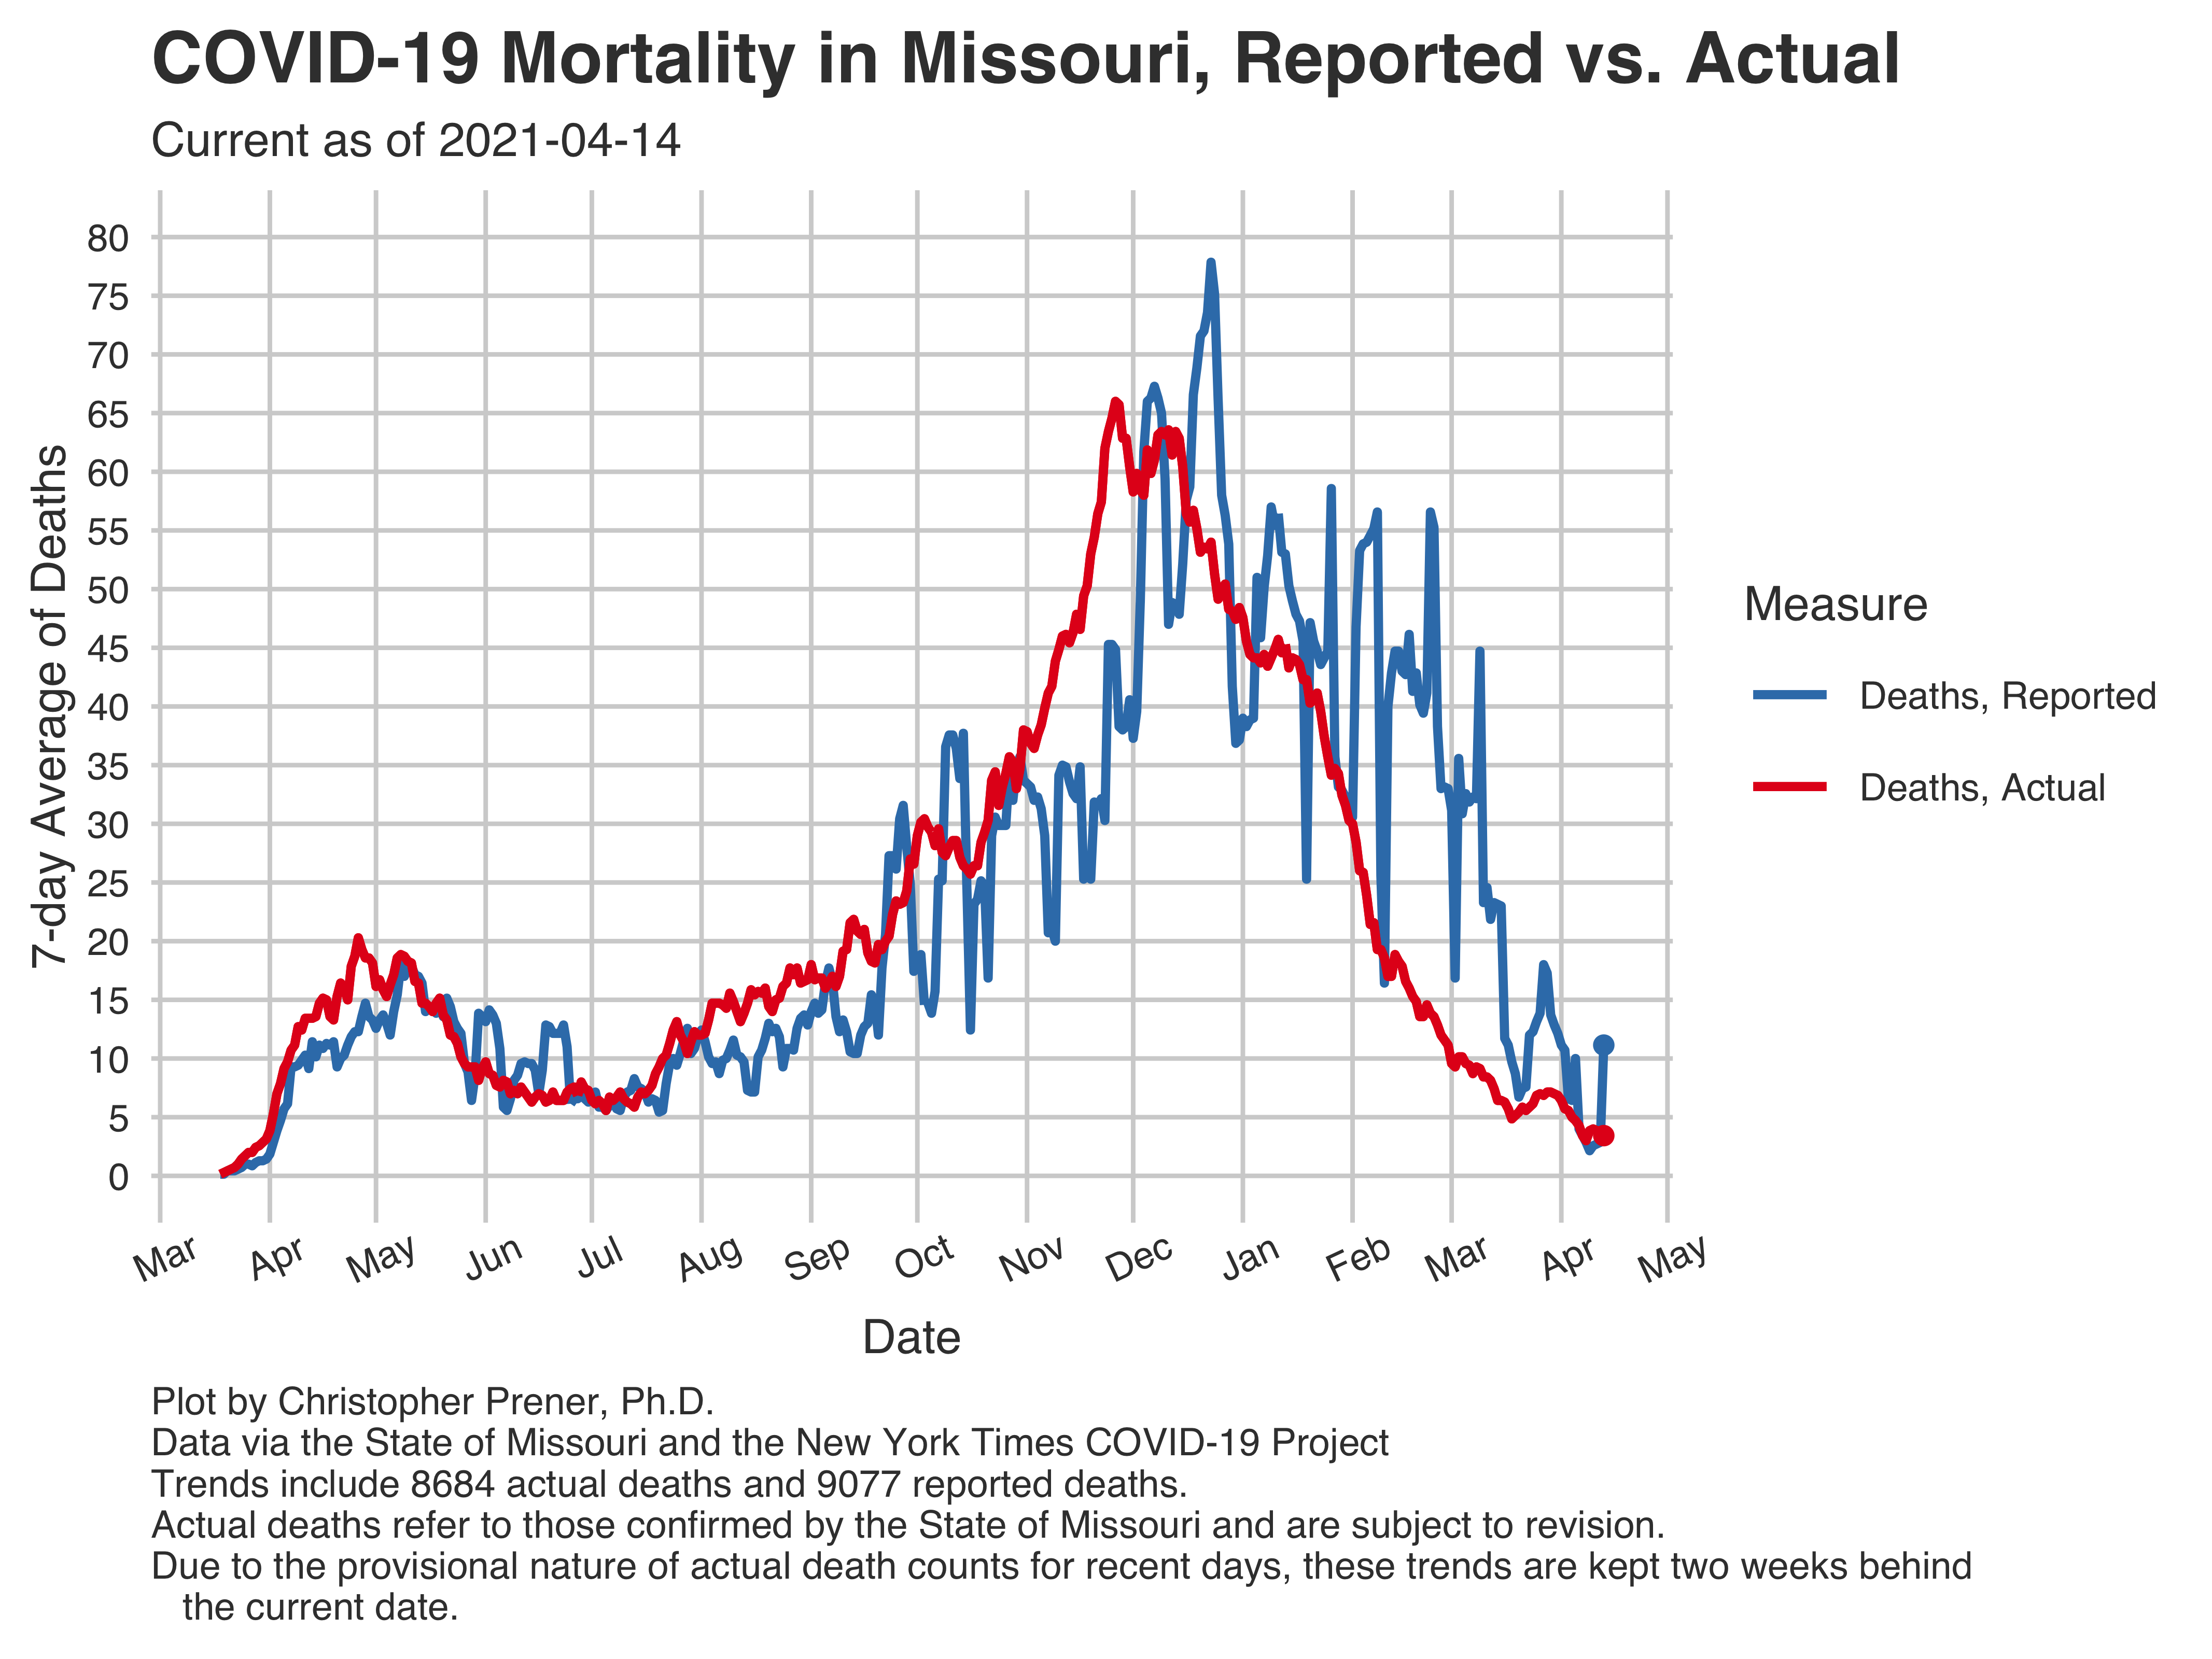 COVID-19 Mortality in Missouri, Reported vs. Actual
Current as of 2021-04-14
7-day Average of Deaths
80
75
70
65
60
55
50
45
40
35
30
25
20
15
10
5
0
Measure
Deaths, Reported
Deaths, Actual
Mar Apr May Jun Jul Aug Sep Oct Nov Dec Jan Feb Mar Apr May
Date
Plot by Christopher Prener, Ph.D.
Data via the State of Missouri and the New York Times COVID-19 Project
Trends include 8684 actual deaths and 9077 reported deaths.
Actual deaths refer to those confirmed by the State of Missouri and are subject to revision.
Due to the provisional nature of actual death counts for recent days, these trends are kept two weeks behind
the current date.